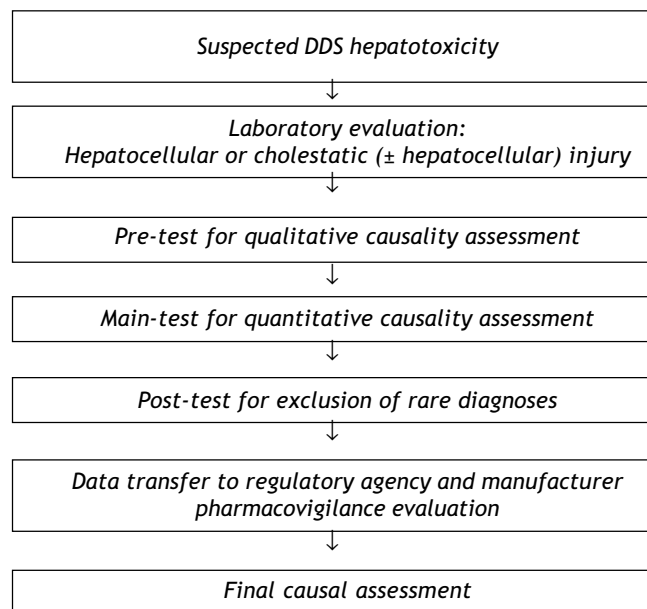 Suspected DDS hepatotoxicity
Laboratory evaluation:
Hepatocellular or cholestatic (± hepatocellular) injury
Pre-test for qualitative causality assessment
Main-test for quantitative causality assessment
Post-test for exclusion of rare diagnoses
Data transfer to regulatory agency and manufacturer
pharmacovigilance evaluation
Final causal assessment